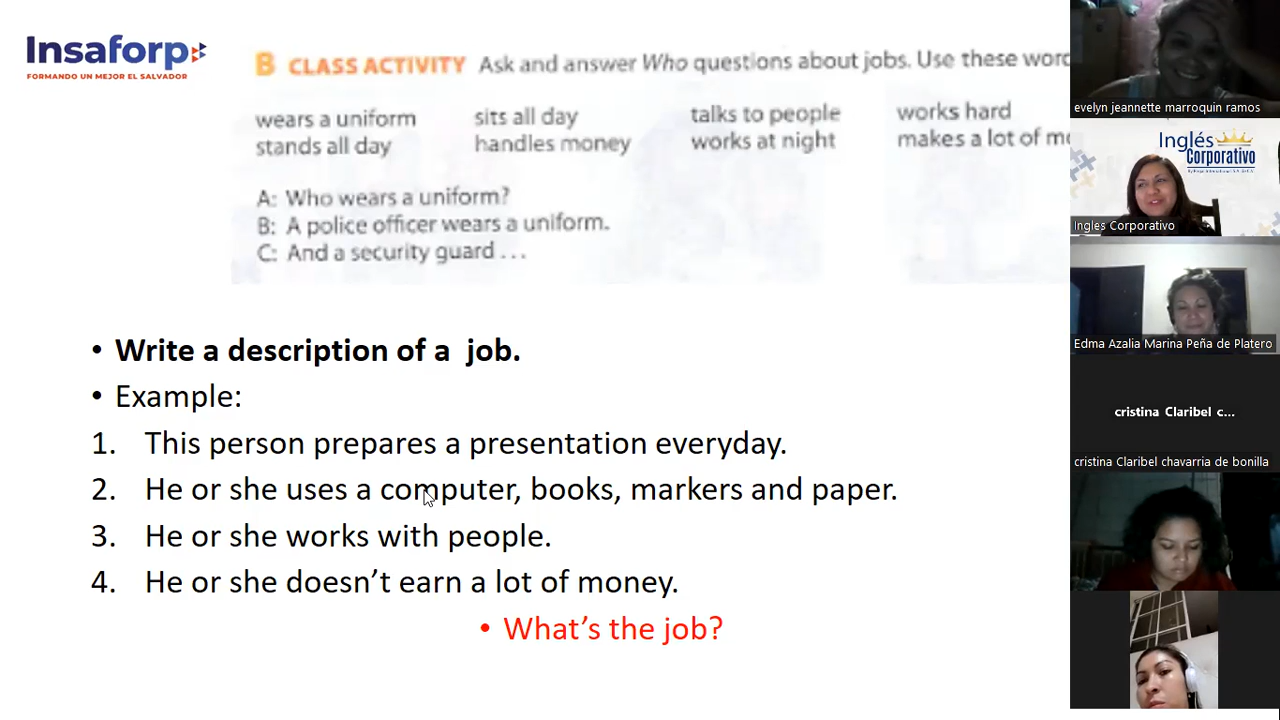 Insaforp
FORMANDO UN MEJOR EL SALVADOR
B CLASS ACTIVITY Ask and answer Who questions about jobs. Use these word
wears a uniform sits all day talks to people works hard
stands all day handles money works at night makes a lot of mo
A: Who wears a uniform?
B: A police officer wears a uniform.
C: And a security guard . . .
• Write a description of a job.
• Example:
1. This person prepares a presentation everyday.
2. He or she uses a computer, books, markers and paper.
3. He or she works with people.
4. He or she doesn’t earn a lot of money.
• What’s the job?
evelyn jeannette marroquin ramos
Inglés
Corporativo
Ingles Corporativo
Edma Azalia Marina Peña de Platero
cristina Claribel c...
cristina Claribel chavarria de bonilla